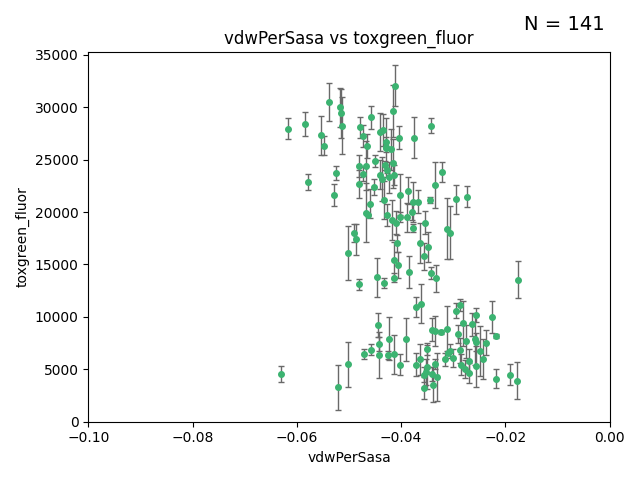 N = 141
vdwPerSasa vs toxgreen_fluor
35000
30000
25000
20000
15000
10000
5000
0
toxgreen_fluor
−0.10 −0.08 −0.06 −0.04 −0.02 0.00
vdwPerSasa